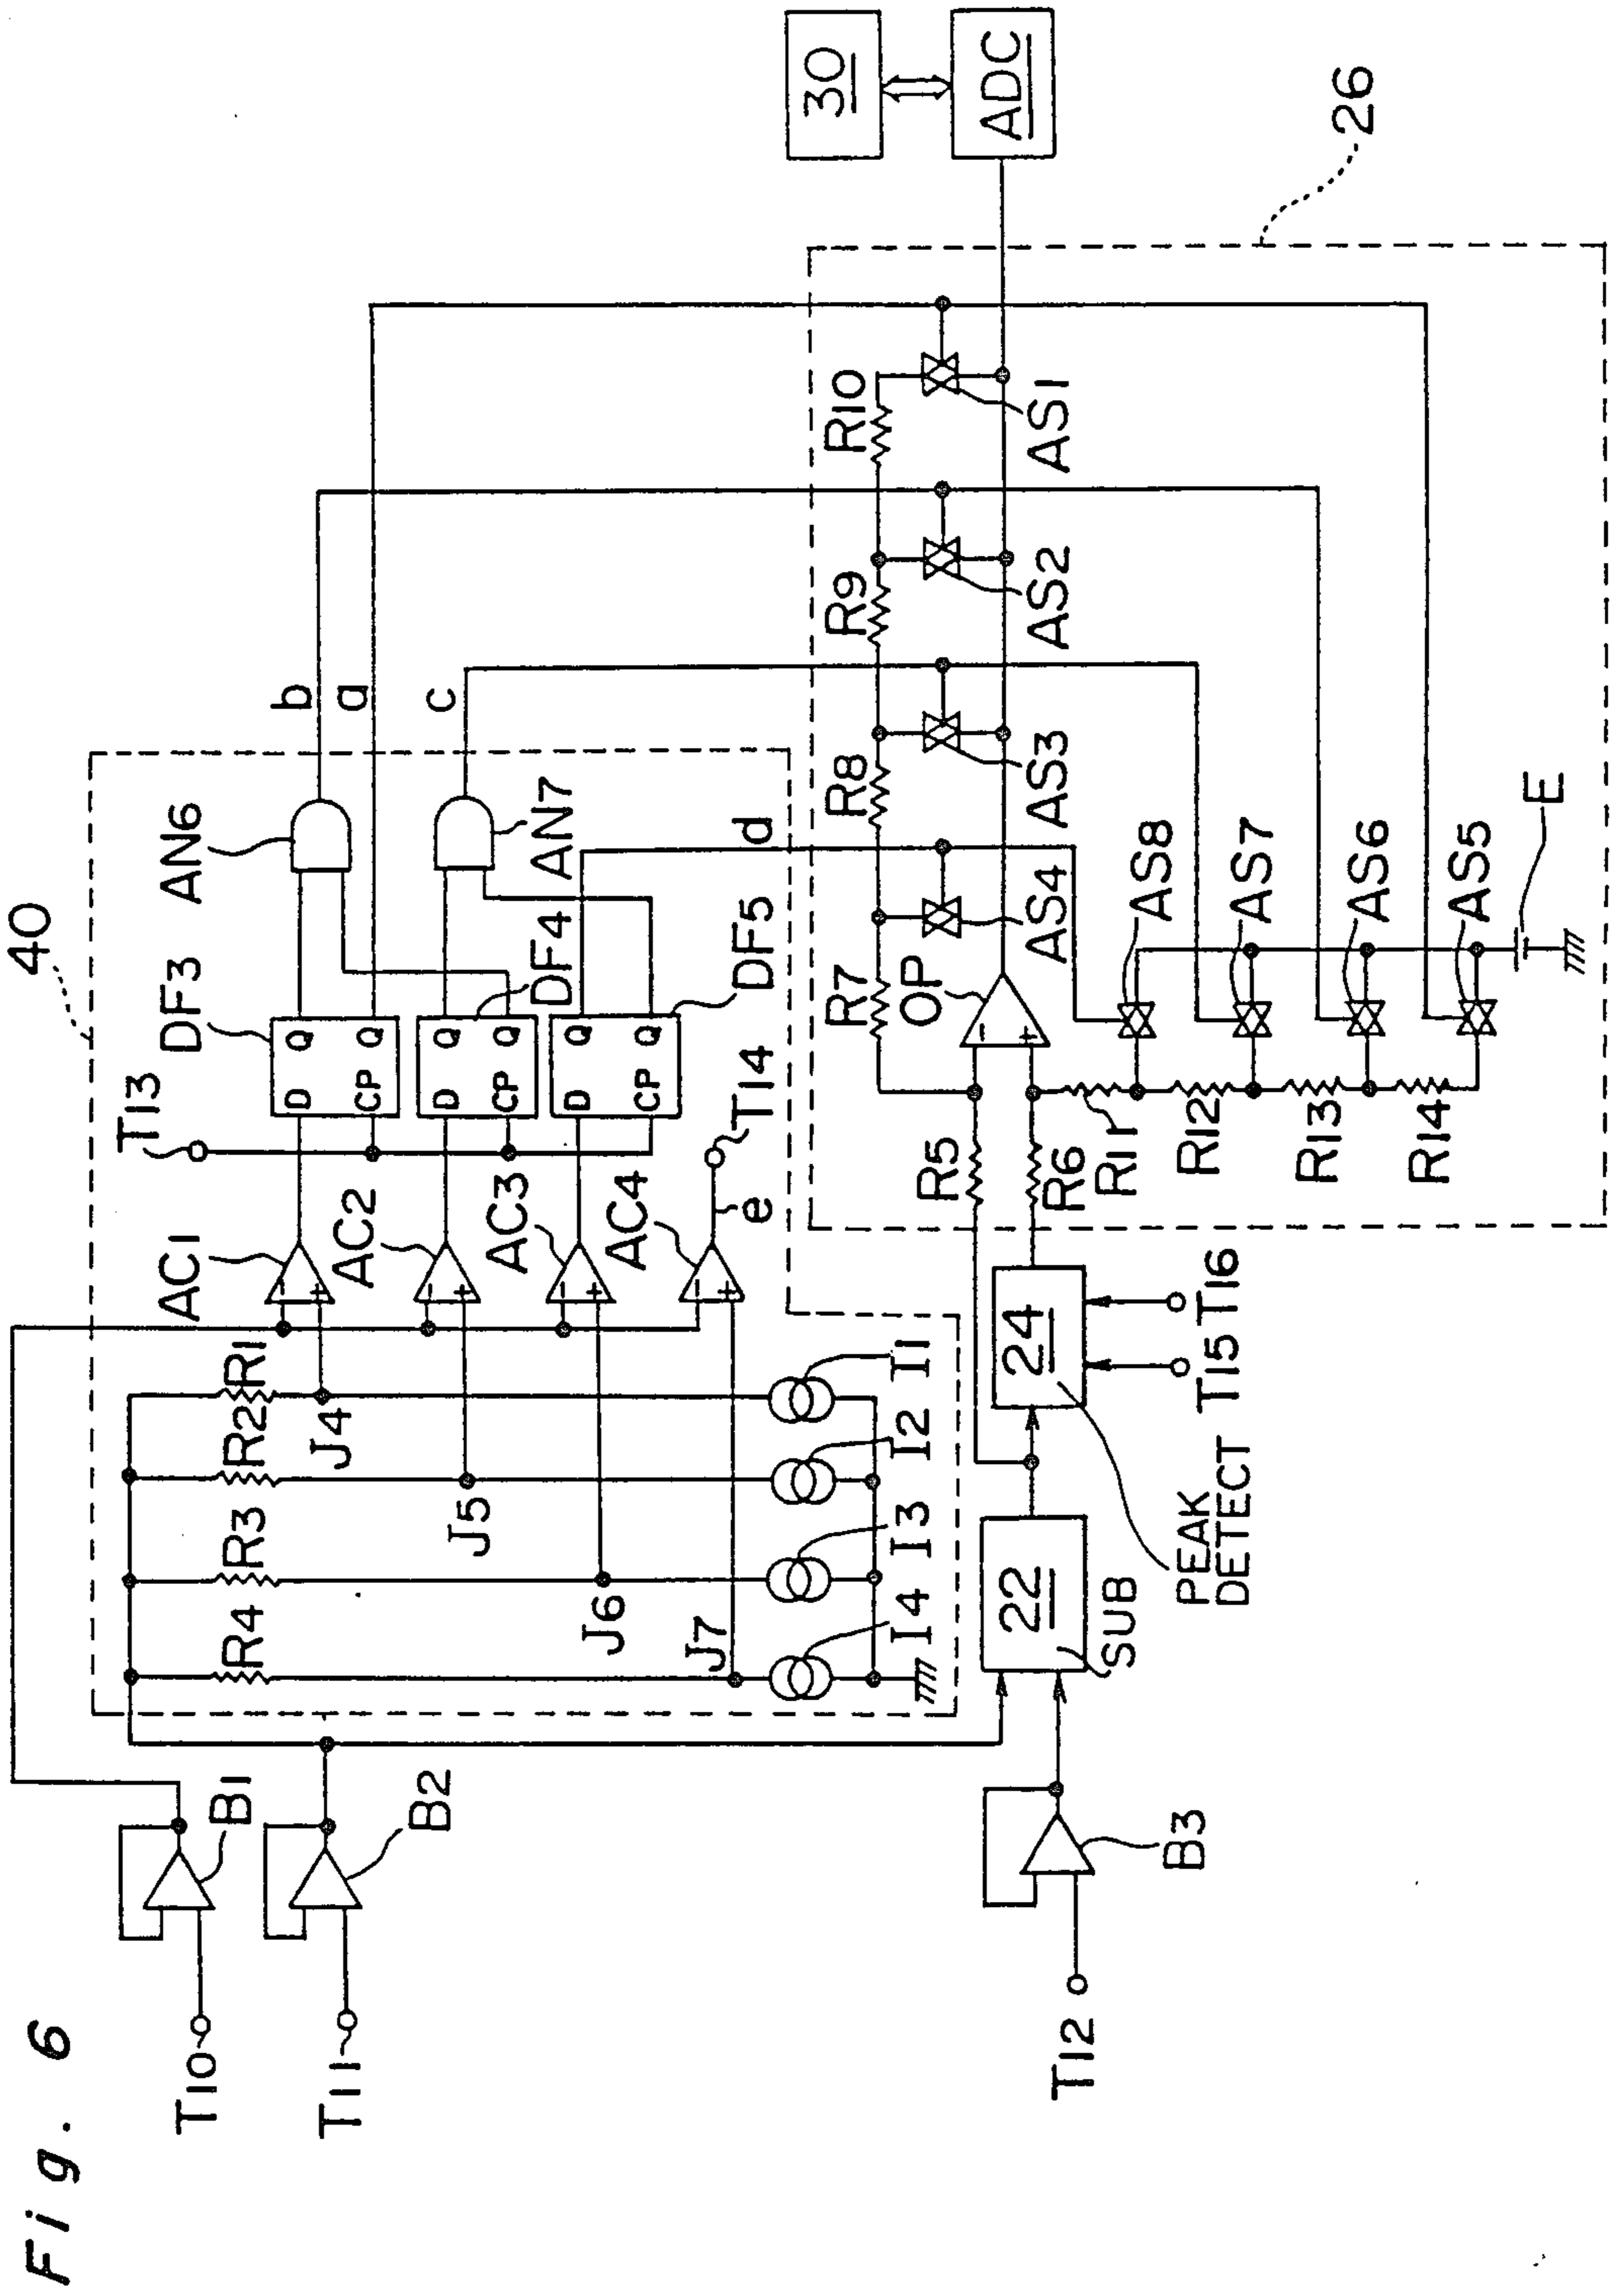 Fig. 6
T10
B1
T11
B2
T12
B3
40
R1
R2
R3
R4
J4
J5
J6
J7
I1
I2
I3
I4
AC1
AC2
AC3
AC4
- +
- +
- +
- +
e
T13
T14
DF3
D Q
CP Q
DF4
D Q
CP Q
DF5
D Q
CP Q
AN6
AN7
b
a
c
d
22
SUB
24
PEAK
DETECT
T15
T16
26
R5
R6
R7
R8
R9
R10
OP
- +
AS4
AS3
AS2
AS1
R11
R12
R13
R14
AS8
AS7
AS6
AS5
E
30
ADC